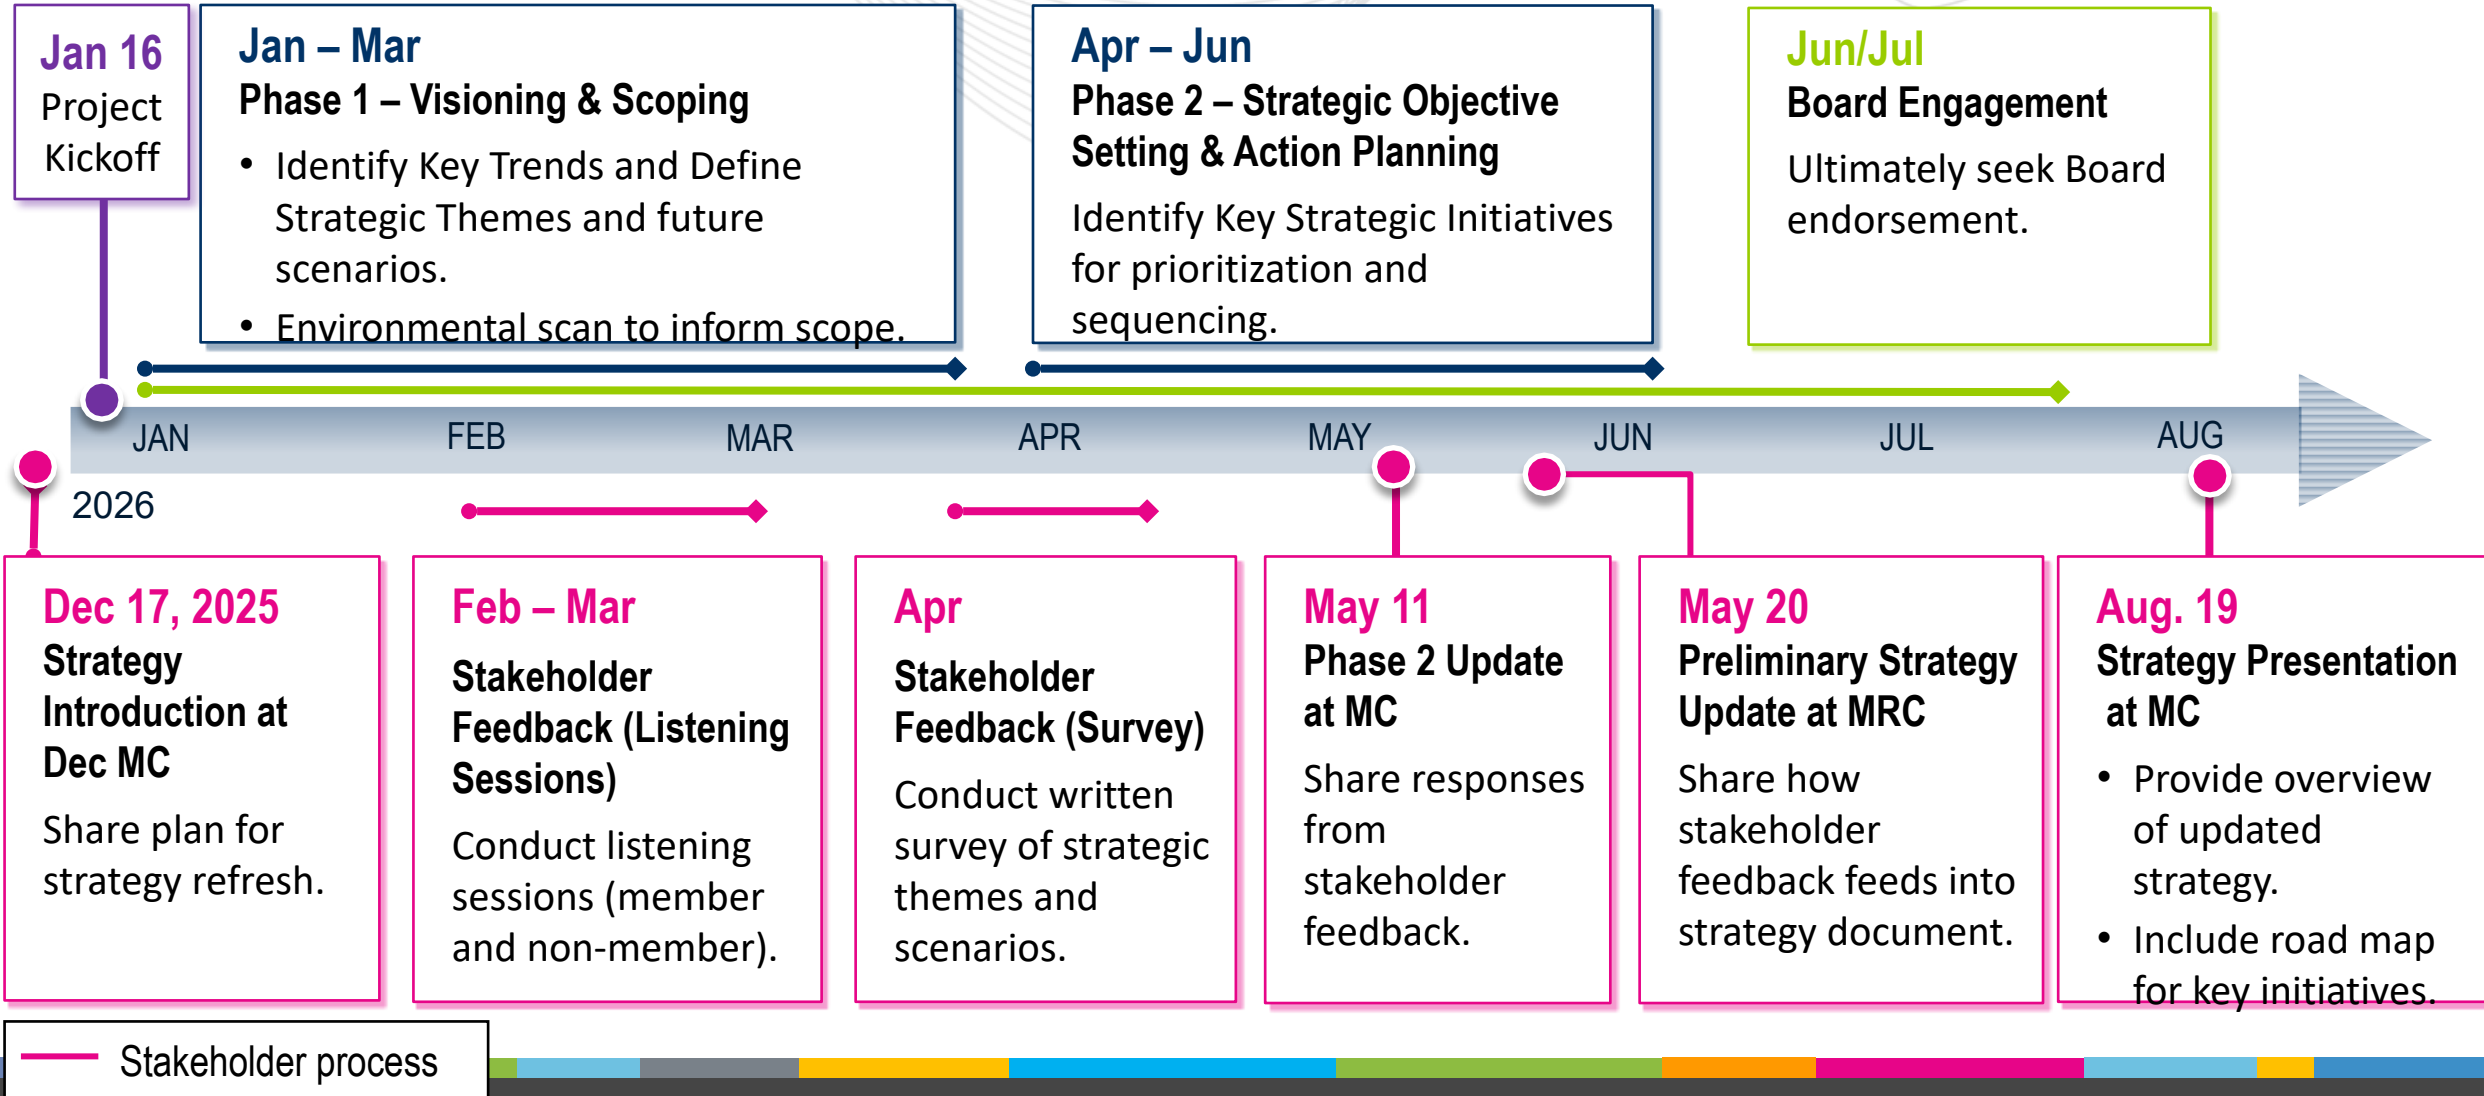 Jan 16
Project
Kickoff
Jan – Mar
Phase 1 – Visioning & Scoping
• Identify Key Trends and Define
Strategic Themes and future
scenarios.
• Environmental scan to inform scope.
Apr – Jun
Phase 2 – Strategic Objective
Setting & Action Planning
Identify Key Strategic Initiatives
for prioritization and
sequencing.
Jun/Jul
Board Engagement
Ultimately seek Board
endorsement.
JAN FEB MAR APR MAY JUN JUL AUG
2026
Dec 17, 2025
Strategy
Introduction at
Dec MC
Share plan for
strategy refresh.
Feb – Mar
Stakeholder
Feedback (Listening
Sessions)
Conduct listening
sessions (member
and non-member).
Apr
Stakeholder
Feedback (Survey)
Conduct written
survey of strategic
themes and
scenarios.
May 11
Phase 2 Update
at MC
Share responses
from
stakeholder
feedback.
May 20
Preliminary Strategy
Update at MRC
Share how
stakeholder
feedback feeds into
strategy document.
Aug. 19
Strategy Presentation
at MC
• Provide overview
of updated
strategy.
• Include road map
for key initiatives.
Stakeholder process